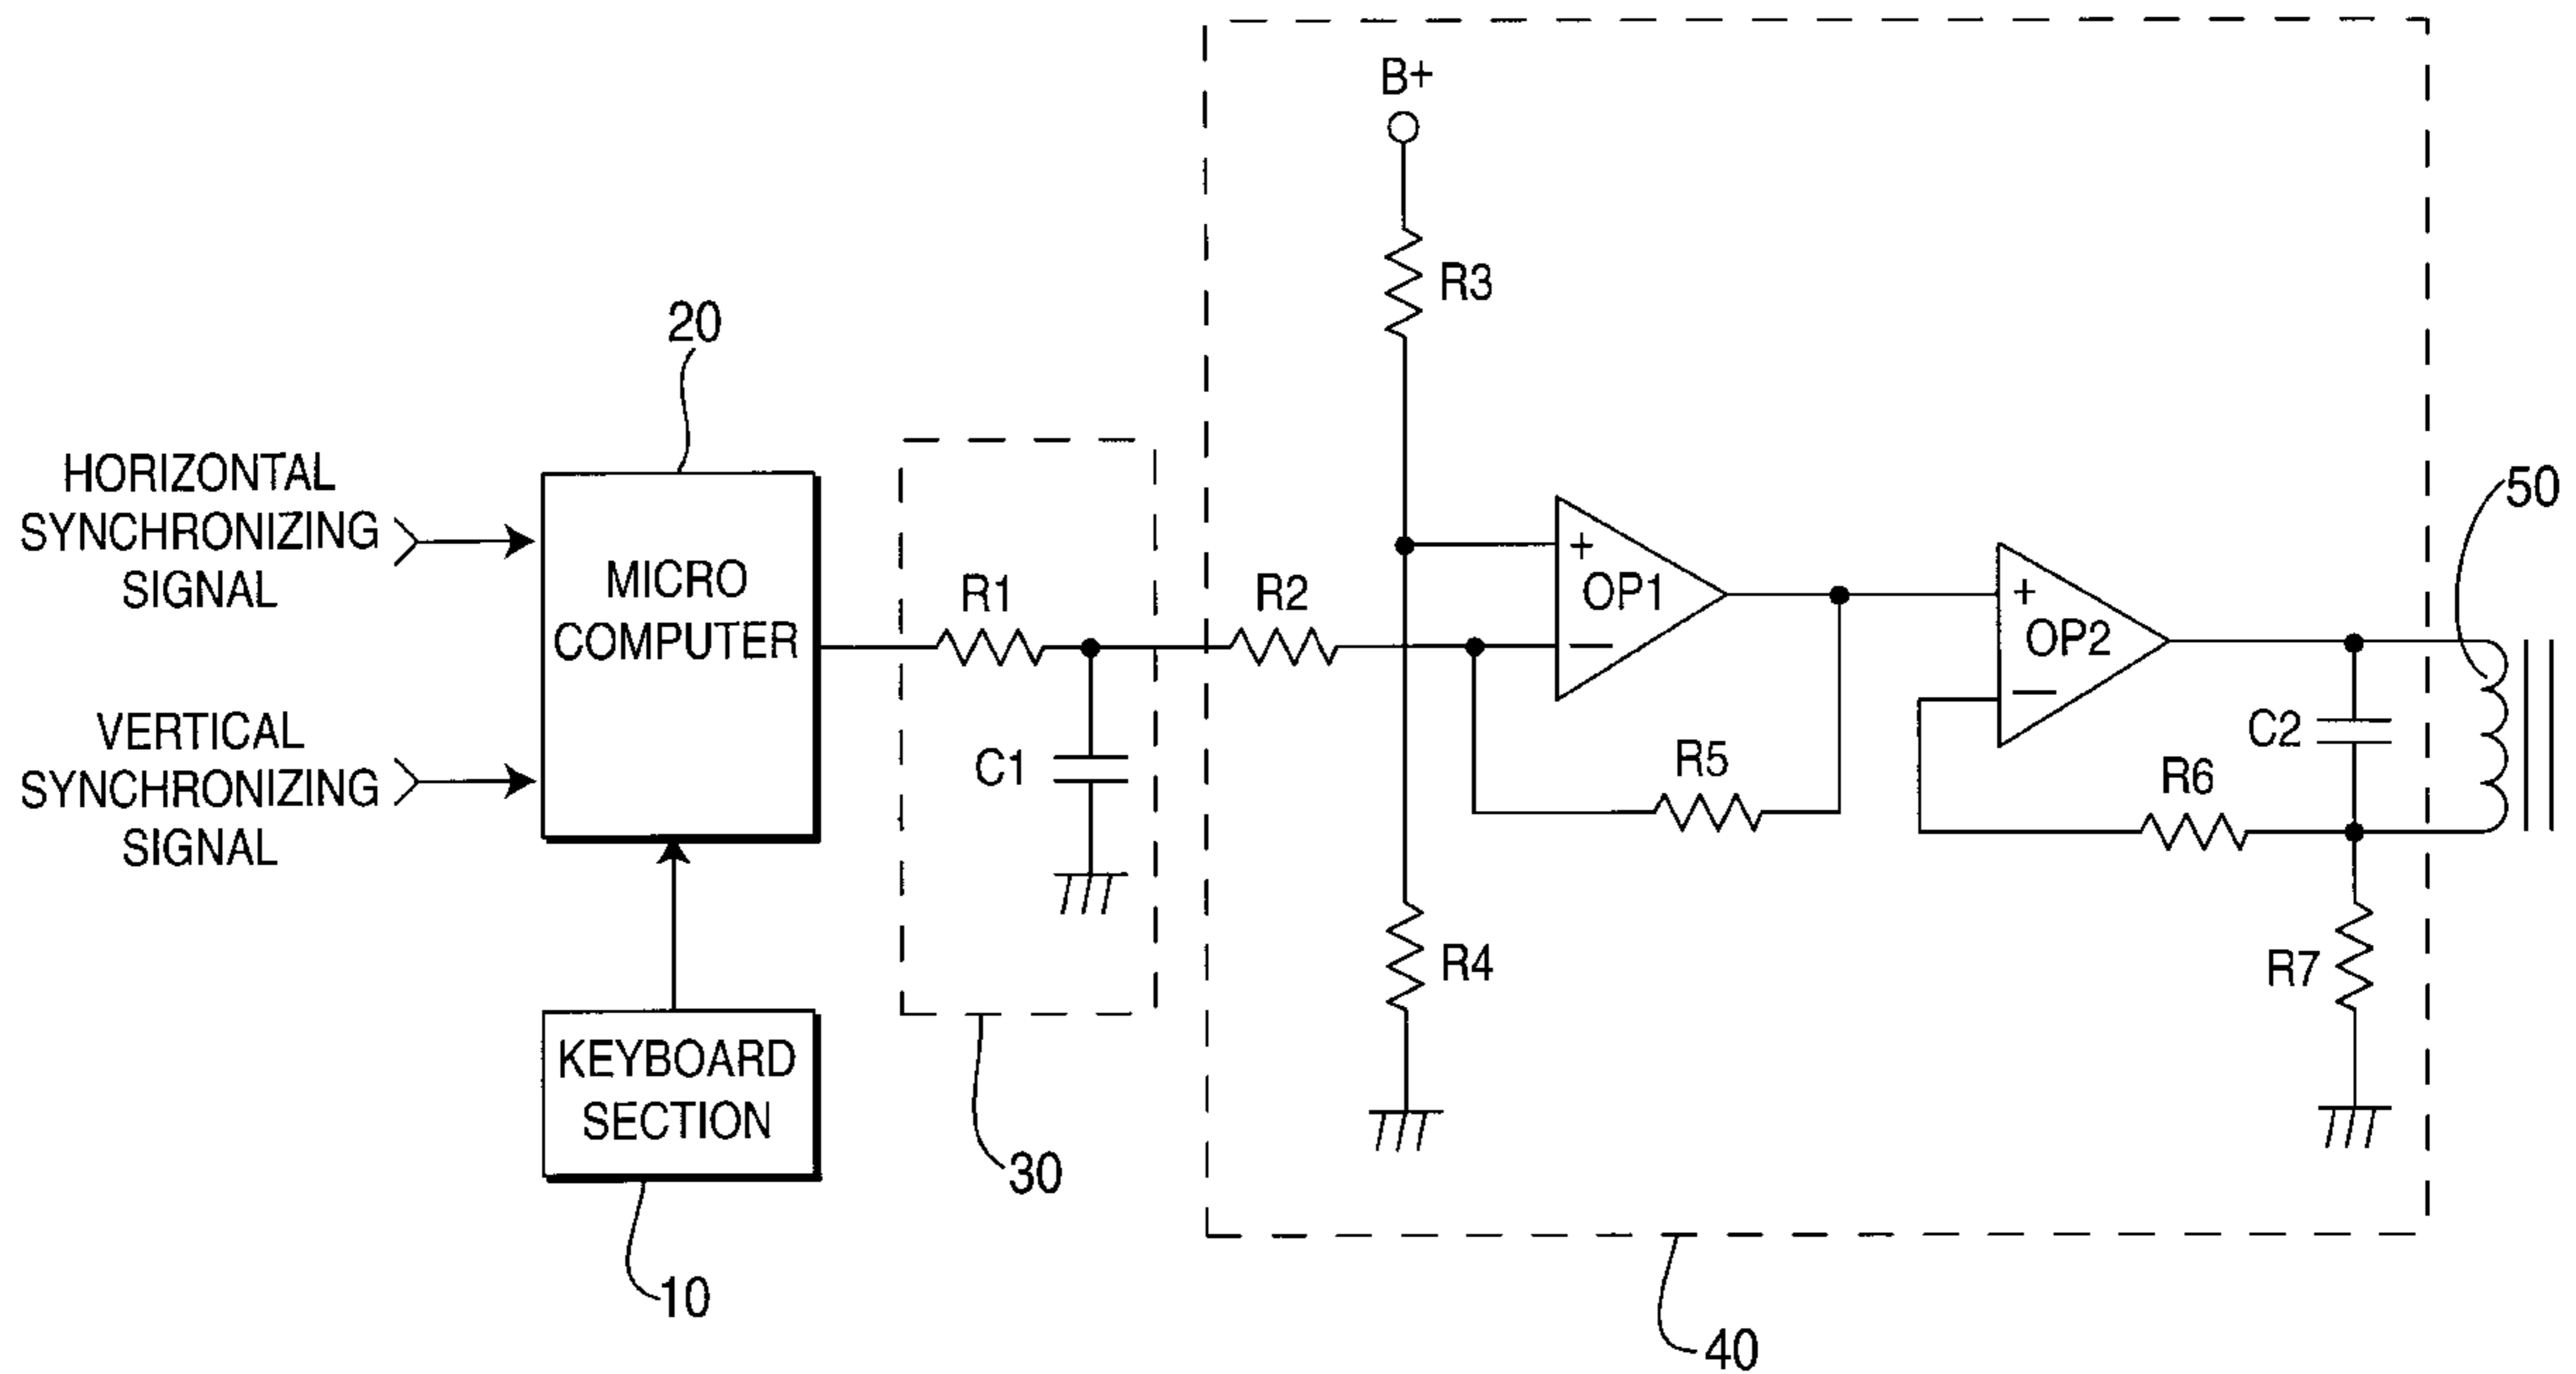 B+
R3
20
HORIZONTAL
SYNCHRONIZING
SIGNAL
MICRO
COMPUTER
R1
R2
+
OP1
−
+
OP2
−
50
VERTICAL
SYNCHRONIZING
SIGNAL
C1
R5
R6
C2
R4
R7
KEYBOARD
SECTION
30
10
40